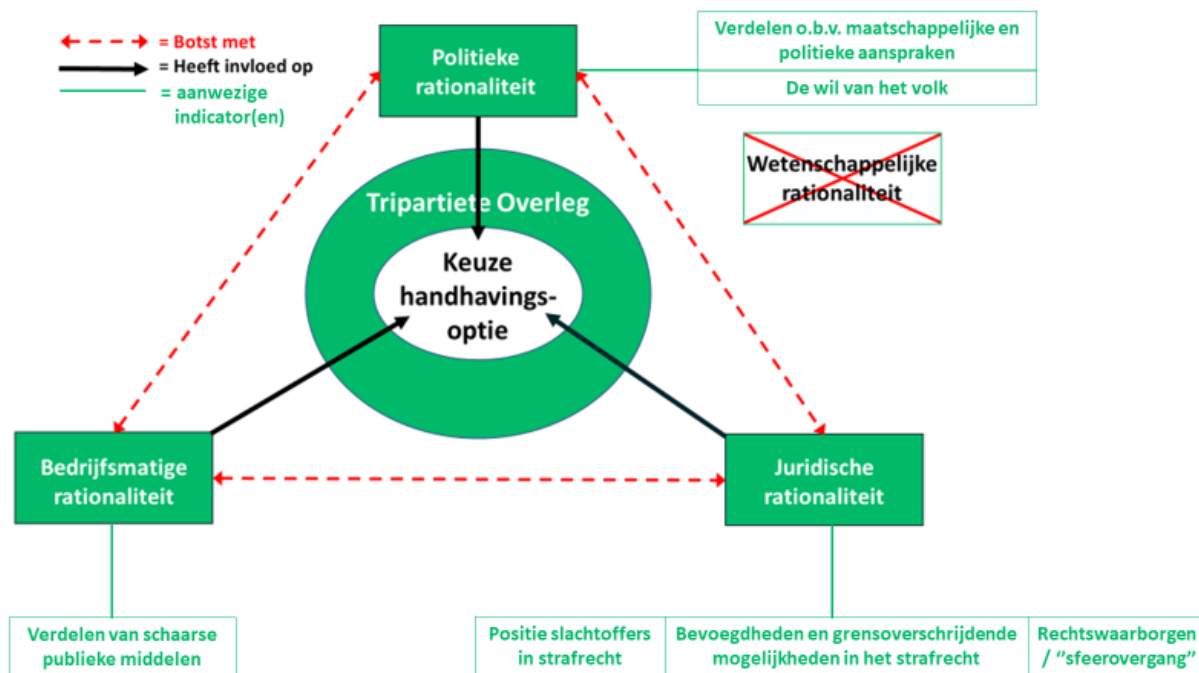 = Botst met
= Heeft invloed op
= aanwezige
indicator(en)
Politieke
rationaliteit
Verdelen o.b.v. maatschappelijke en
politieke aanspraken
De wil van het volk
Wetenschappelijke
rationaliteit
Tripartiete Overleg
Keuze
handhavings-
optie
Bedrijfsmatige
rationaliteit
Juridische
rationaliteit
Verdelen van schaarse
publieke middelen
Positie slachtoffers
in strafrecht
Bevoegdheden en grensoverschrijdende
mogelijkheden in het strafrecht
Rechtswaarborgen
/ ”sfeerovergang”